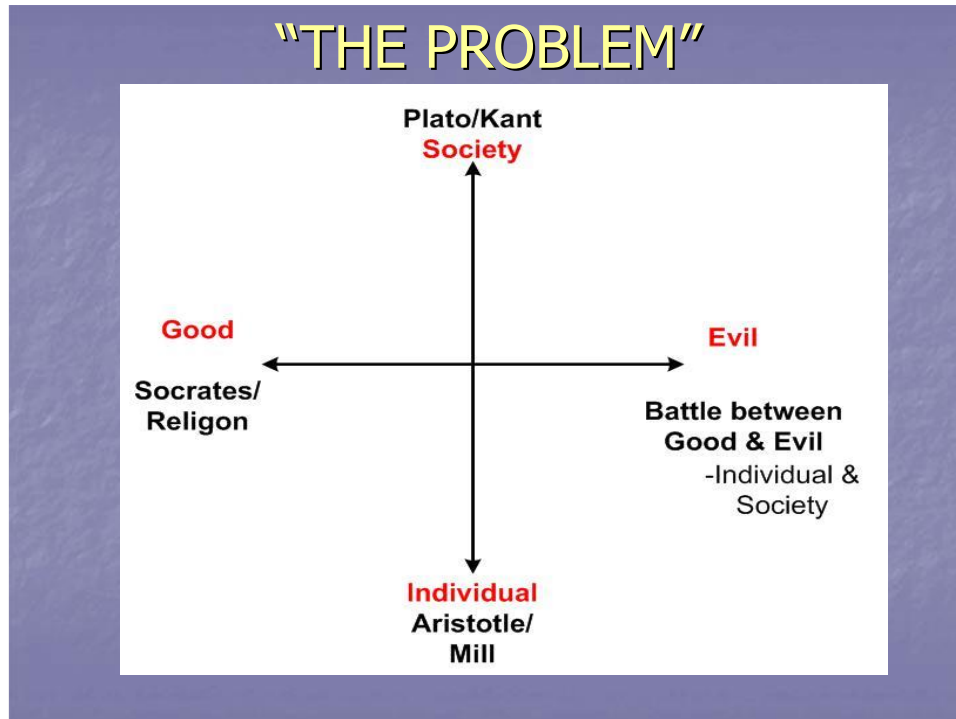 “THE PROBLEM”
Plato/Kant
Society
Good
Evil
Socrates/
Religon
Battle between
Good & Evil
-Individual &
Society
Individual
Aristotle/
Mill